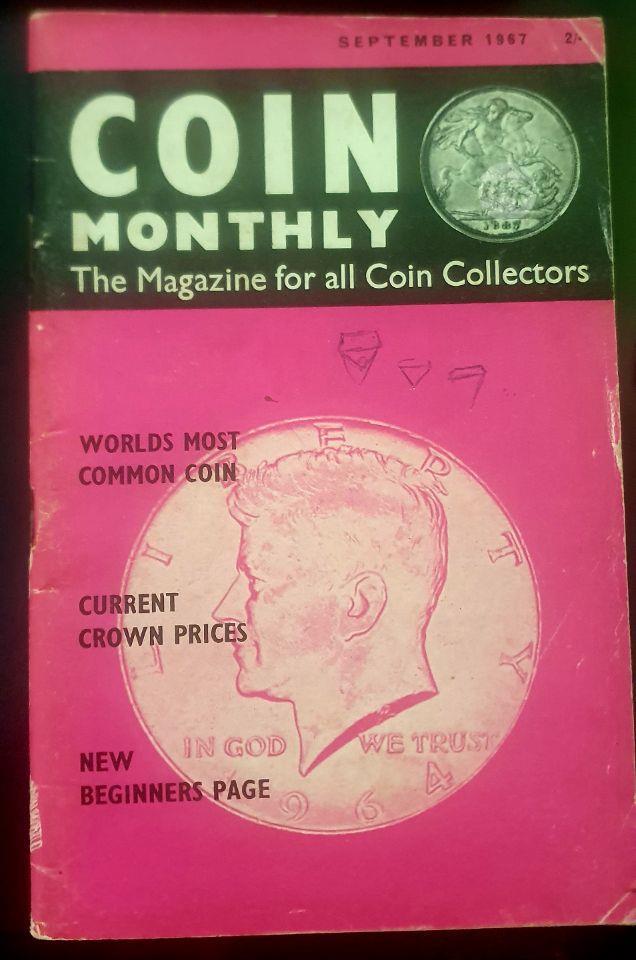 SEPTEMBER 1967 2/-
COIN
MONTHLY
The Magazine for all Coin Collectors
WORLDS MOST
COMMON COIN
CURRENT
CROWN PRICES
NEW
BEGINNERS PAGE
LIBERTY
IN GOD WE TRUST
1964